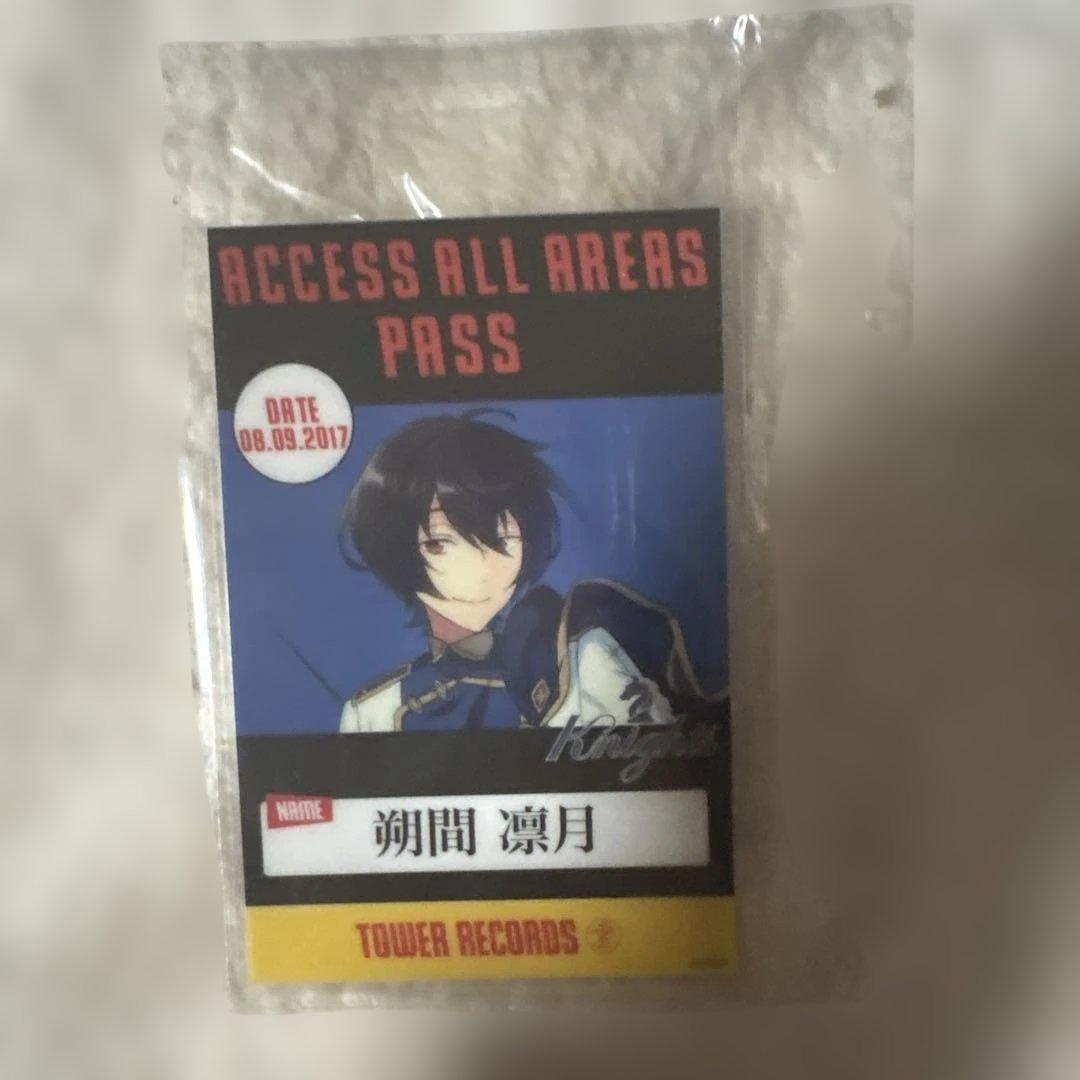 ACCESS ALL AREAS
PASS
DATE
08.09.2017
Knights
NAME
朔間 凛月
TOWER RECORDS